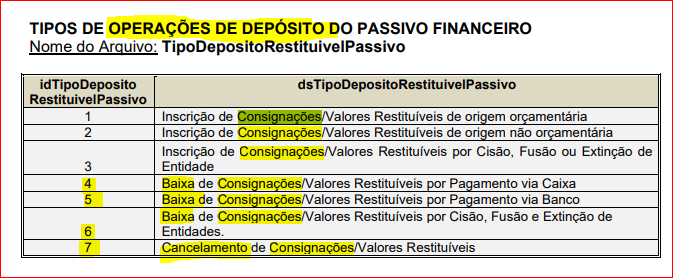 TIPOS DE OPERAÇÕES DE DEPÓSITO DO PASSIVO FINANCEIRO
Nome do Arquivo: TipoDepositoRestituivelPassivo
idTipoDeposito
RestituivelPassivo
dsTipoDepositoRestituivelPassivo
1 Inscrição de Consignações/Valores Restituíveis de origem orçamentária
2 Inscrição de Consignações/Valores Restituíveis de origem não orçamentária
3 Inscrição de Consignações/Valores Restituíveis por Cisão, Fusão ou Extinção de
Entidade
4 Baixa de Consignações/Valores Restituíveis por Pagamento via Caixa
5 Baixa de Consignações/Valores Restituíveis por Pagamento via Banco
6 Baixa de Consignações/Valores Restituíveis por Cisão, Fusão e Extinção de
Entidades.
7 Cancelamento de Consignações/Valores Restituíveis